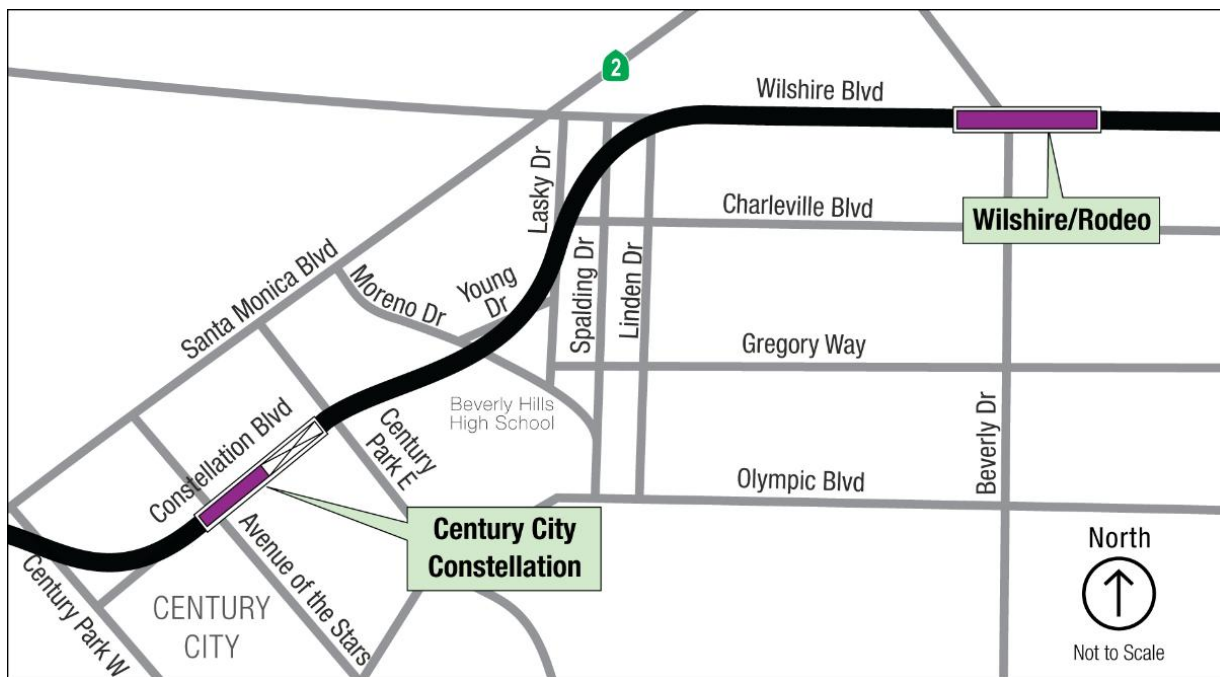 2
Wilshire Blvd
Lasky Dr
Charleville Blvd
Wilshire/Rodeo
Santa Monica Blvd
Moreno Dr
Young
Dr
Spalding Dr
Linden Dr
Gregory Way
Beverly Hills
High School
Constellation Blvd
Century
Park E
Beverly Dr
Olympic Blvd
Century City
Constellation
Avenue of the Stars
Century Park W
CENTURY
CITY
North
Not to Scale